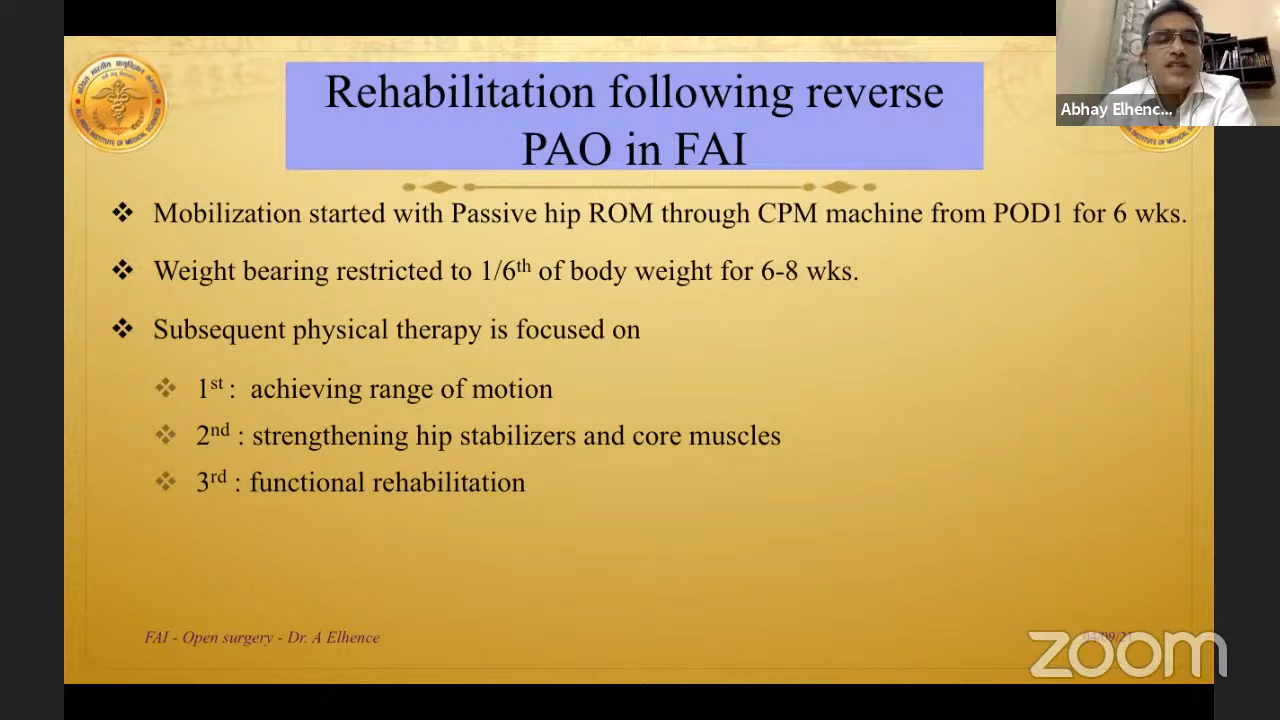 Rehabilitation following reverse
PAO in FAI
Abhay Elhenc...
Mobilization started with Passive hip ROM through CPM machine from POD1 for 6 wks.
Weight bearing restricted to 1/6th of body weight for 6-8 wks.
Subsequent physical therapy is focused on
1st : achieving range of motion
2nd : strengthening hip stabilizers and core muscles
3rd : functional rehabilitation
FAI - Open surgery - Dr. A Elhence
04/09/21
zoom